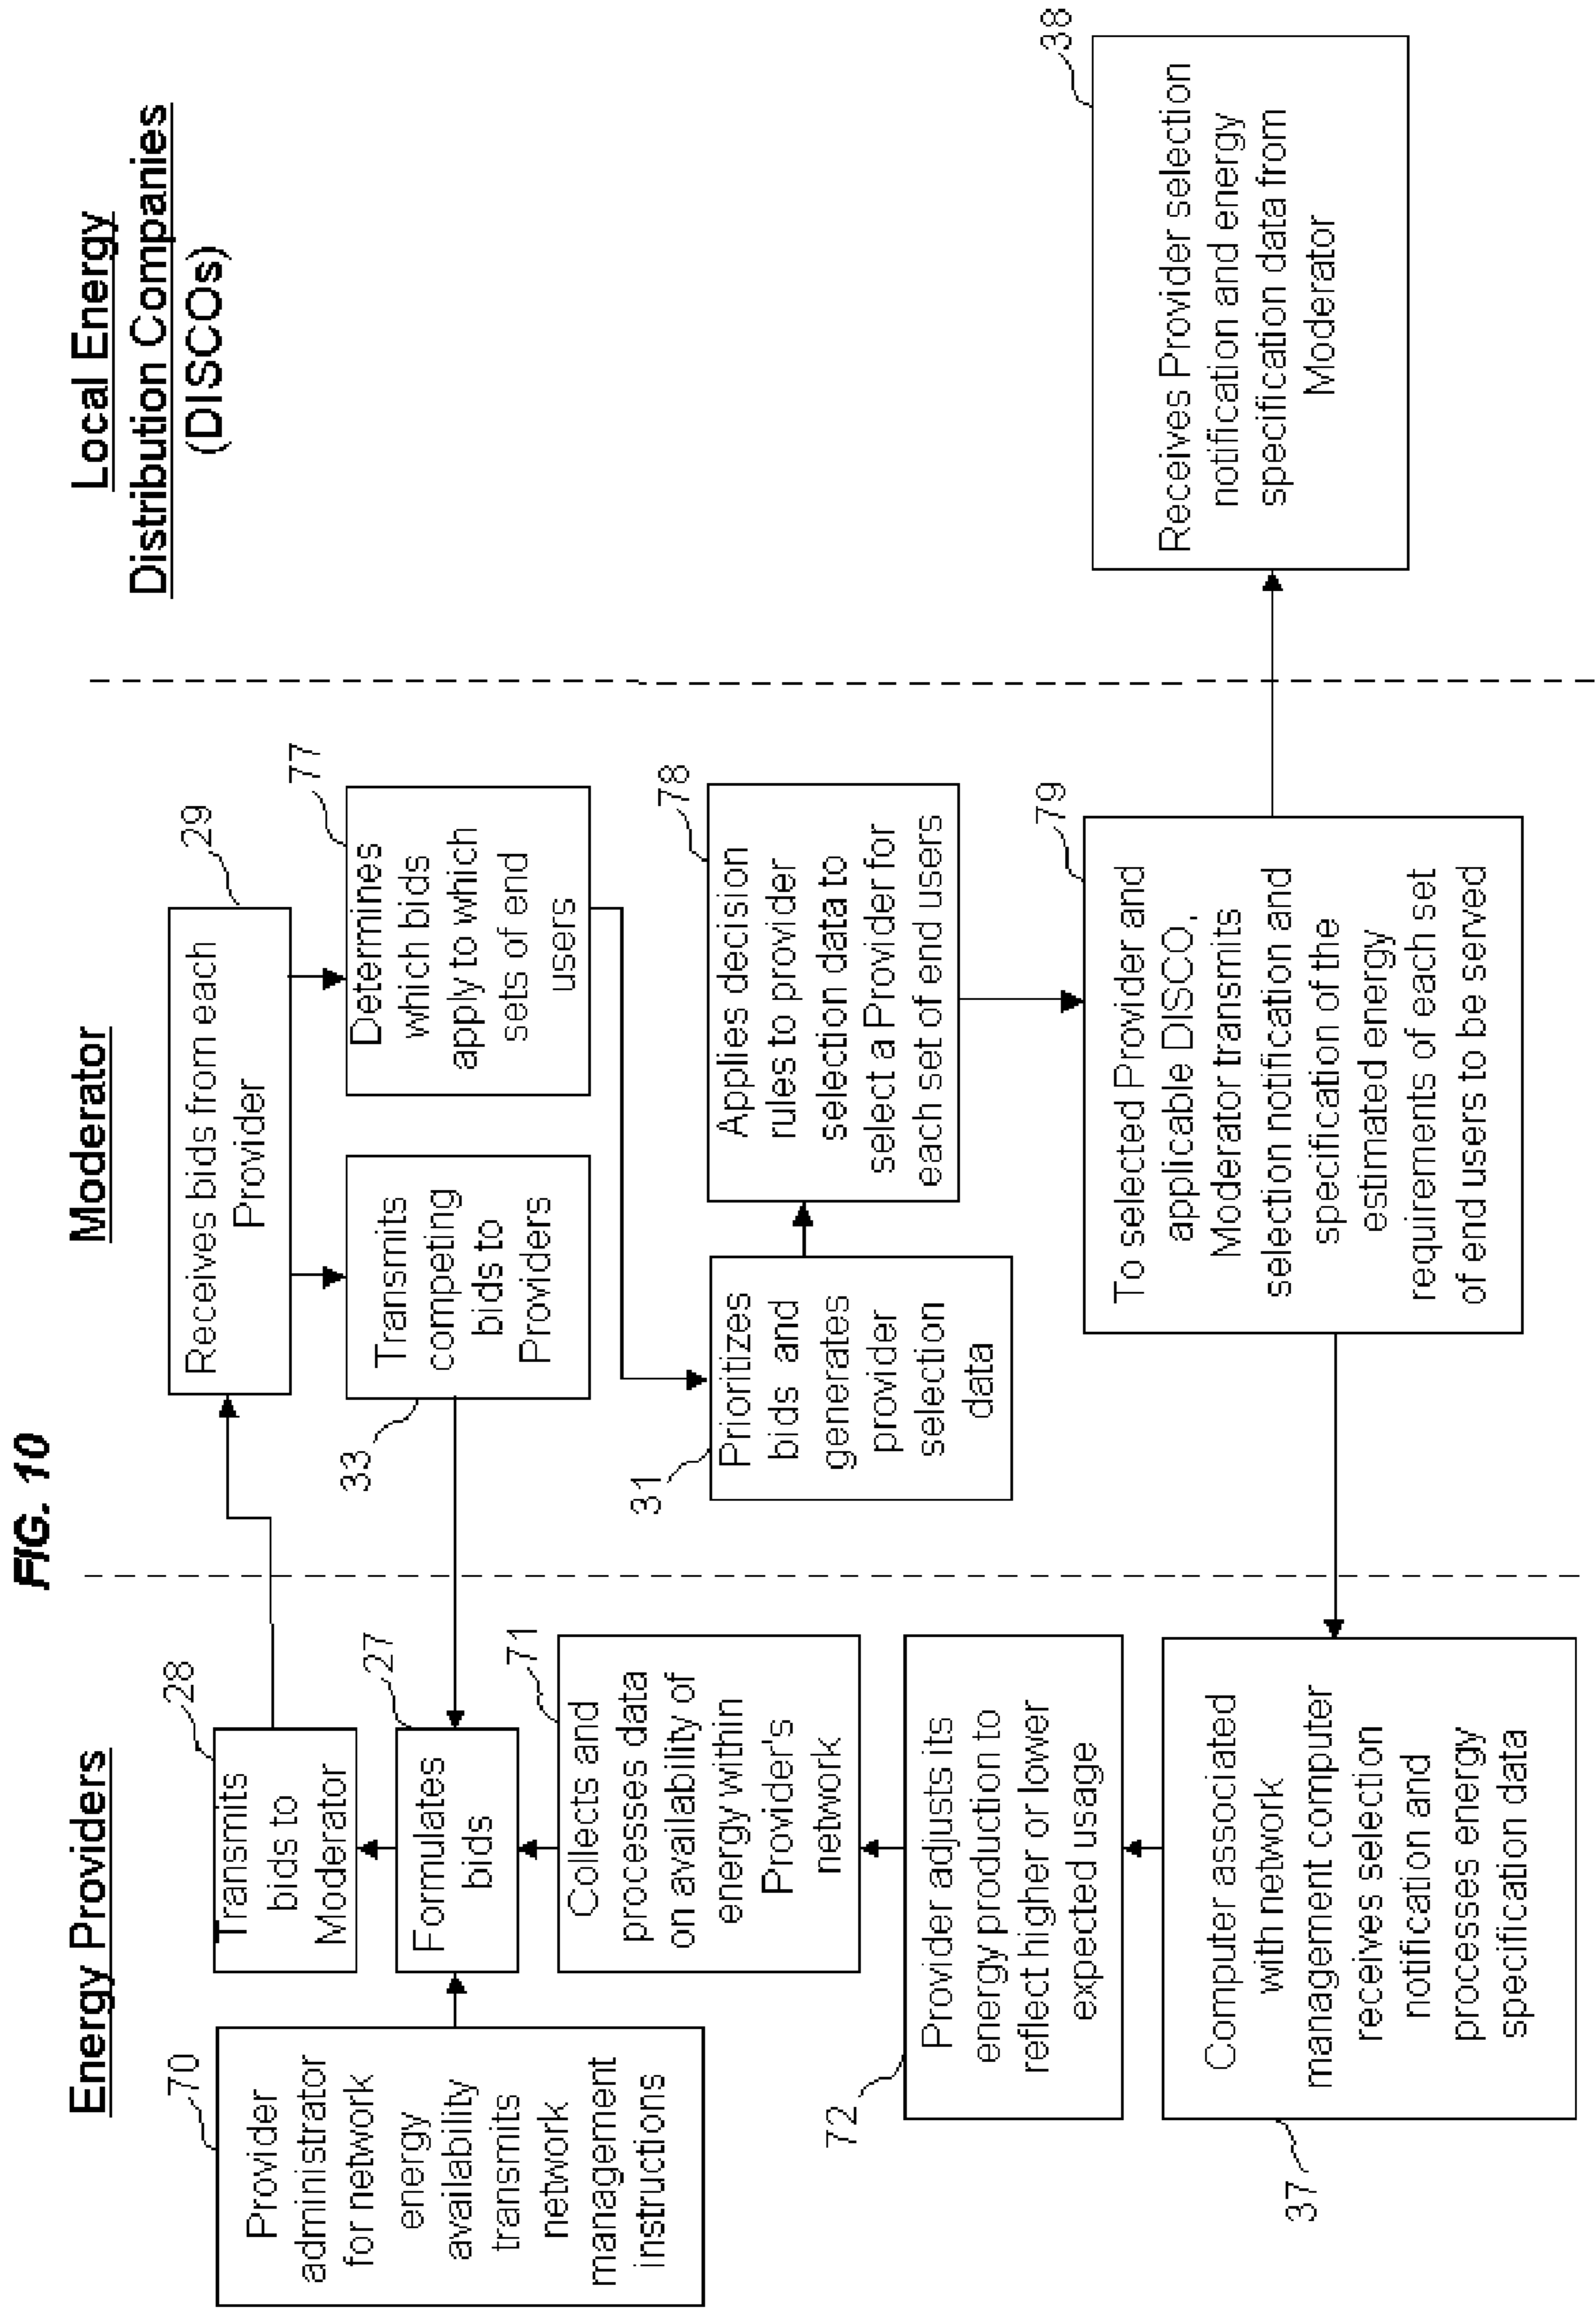 FIG. 10
Energy Providers
Moderator
Local Energy
Distribution Companies
(DISCOs)
70
Provider
administrator
for network
energy
availability
transmits
network
management
instructions
28
Transmits
bids to
Moderator
27
Formulates
bids
71
Collects and
processes data
on availability of
energy within
Provider's
network
72
Provider adjusts its
energy production to
reflect higher or lower
expected usage
37
Computer associated
with network
management computer
receives selection
notification and
processes energy
specification data
29
Receives bids from each
Provider
33
Transmits
competing
bids to
Providers
77
Determines
which bids
apply to which
sets of end
users
31
Prioritizes
bids and
generates
provider
selection
data
78
Applies decision
rules to provider
selection data to
select a Provider for
each set of end users
79
To selected Provider and
applicable DISCO,
Moderator transmits
selection notification and
specification of the
estimated energy
requirements of each set
of end users to be served
38
Receives Provider selection
notification and energy
specification data from
Moderator